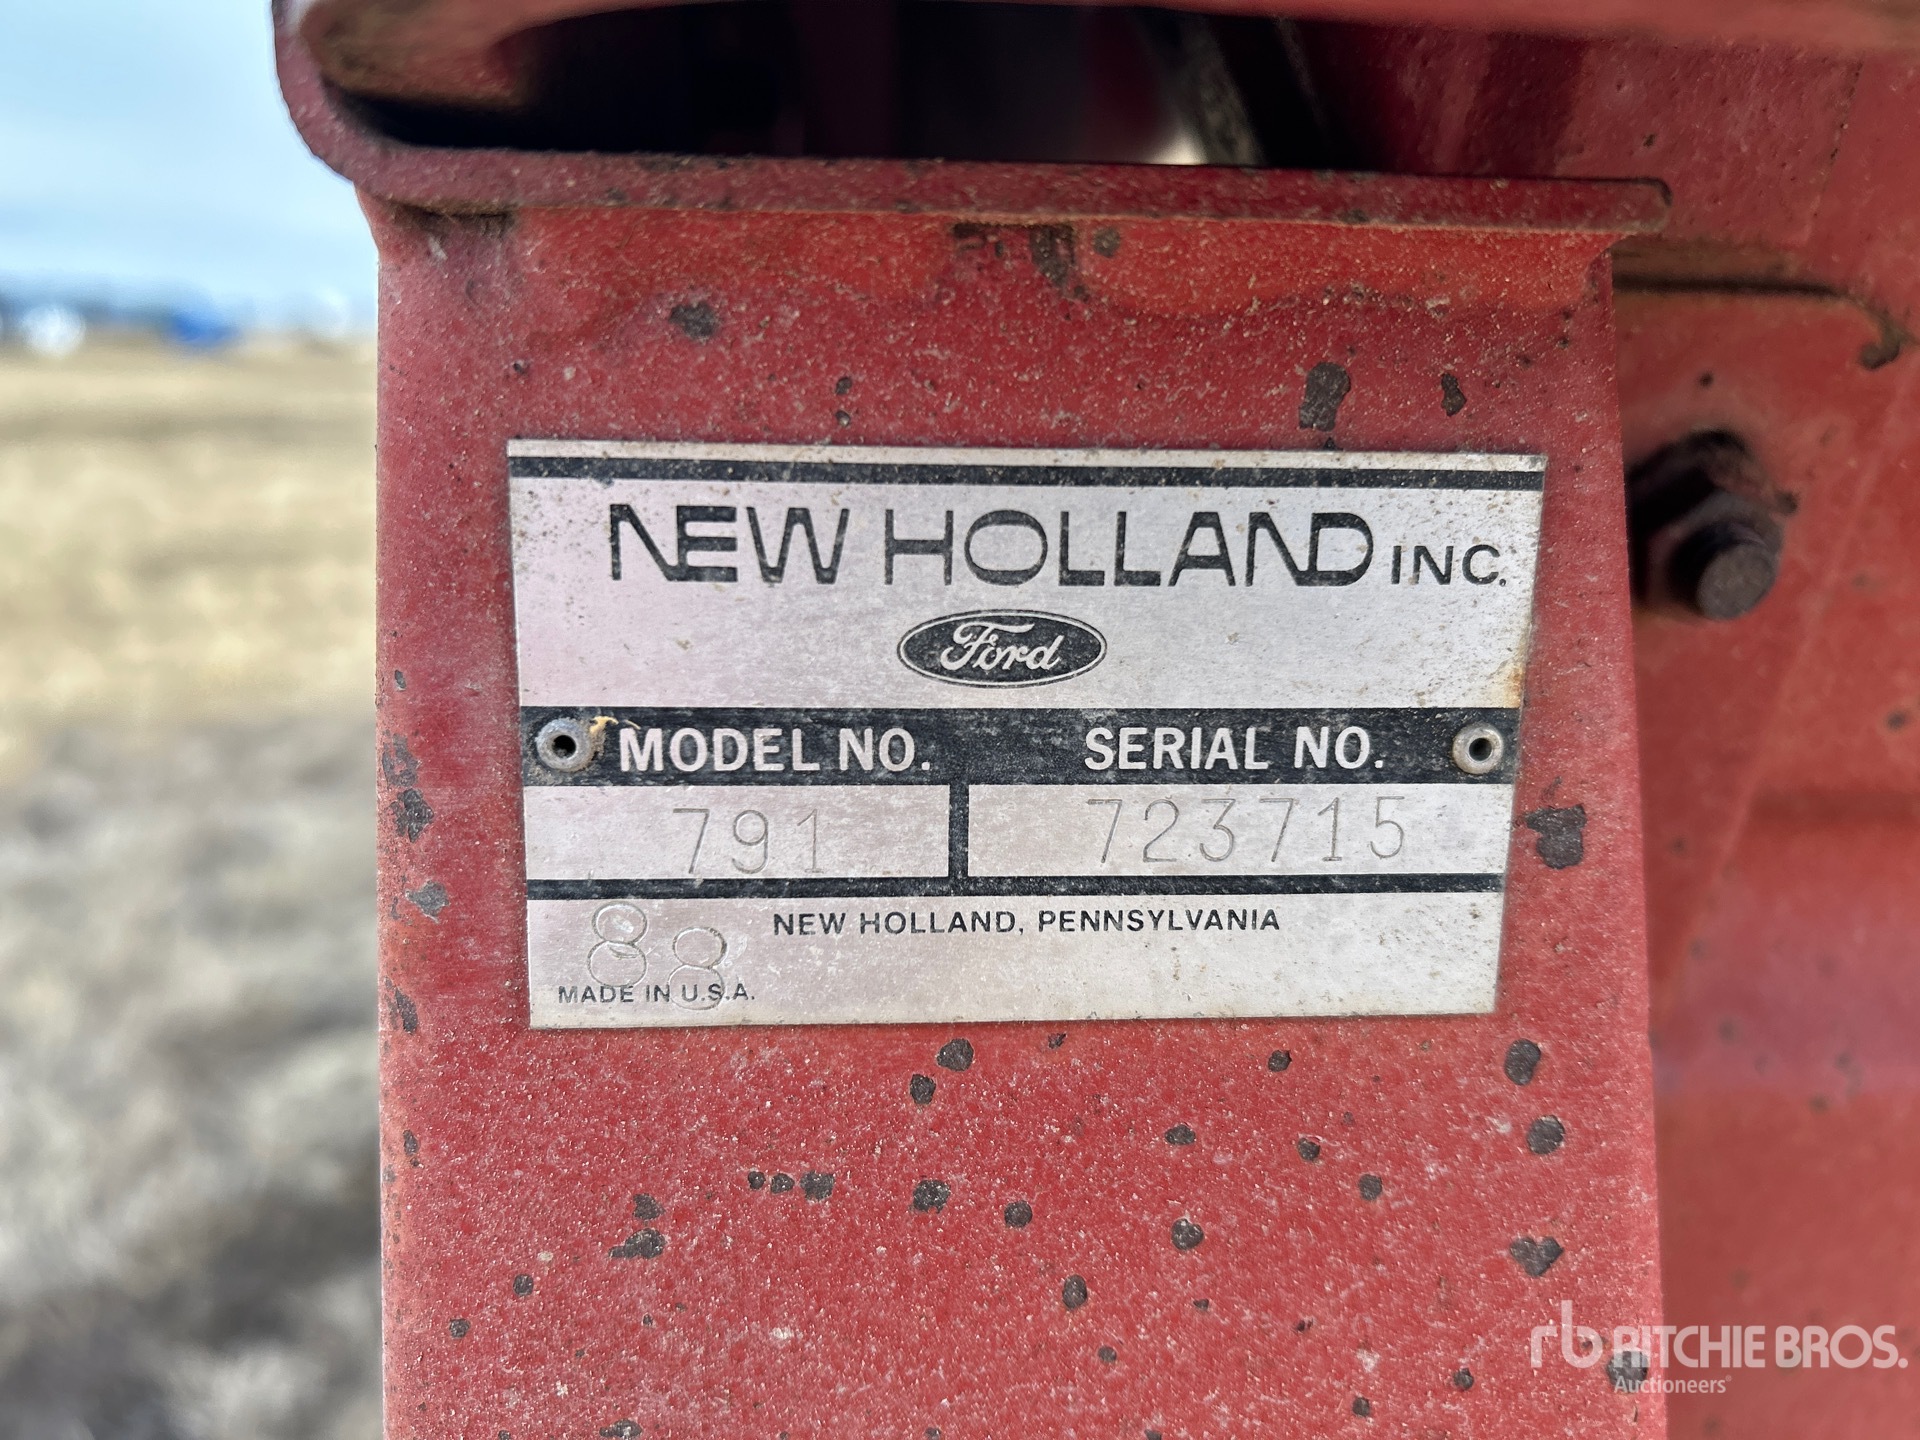 NEW HOLLAND INC.
Ford
MODEL NO. SERIAL NO.
791 723715
88 NEW HOLLAND, PENNSYLVANIA
MADE IN U.S.A.
rb RITCHIE BROS.
Auctioneers